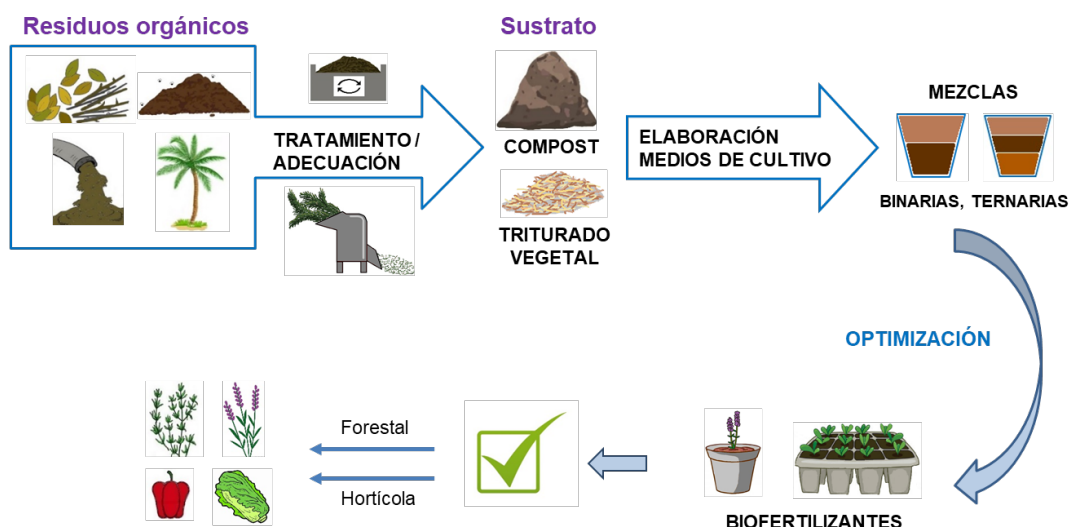 Residuos orgánicos
Sustrato
TRATAMIENTO /
ADECUACIÓN
COMPOST
TRITURADO
VEGETAL
ELABORACIÓN
MEDIOS DE CULTIVO
MEZCLAS
BINARIAS, TERNARIAS
OPTIMIZACIÓN
BIOFERTILIZANTES
Forestal
Hortícola